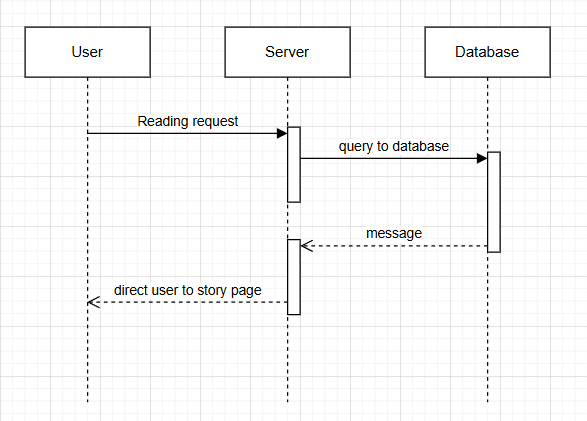 User
Server
Database
Reading request
query to database
message
direct user to story page